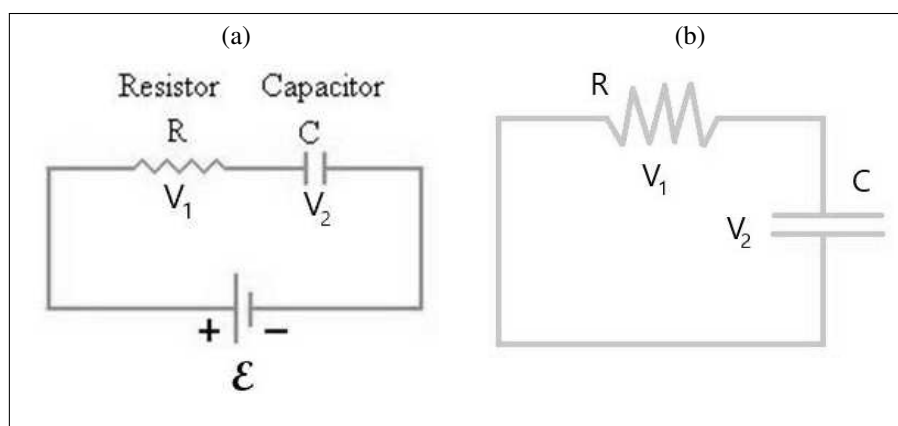 (a)
Resistor Capacitor
R C
V1 V2
+ −
ε
(b)
R
V1
C
V2